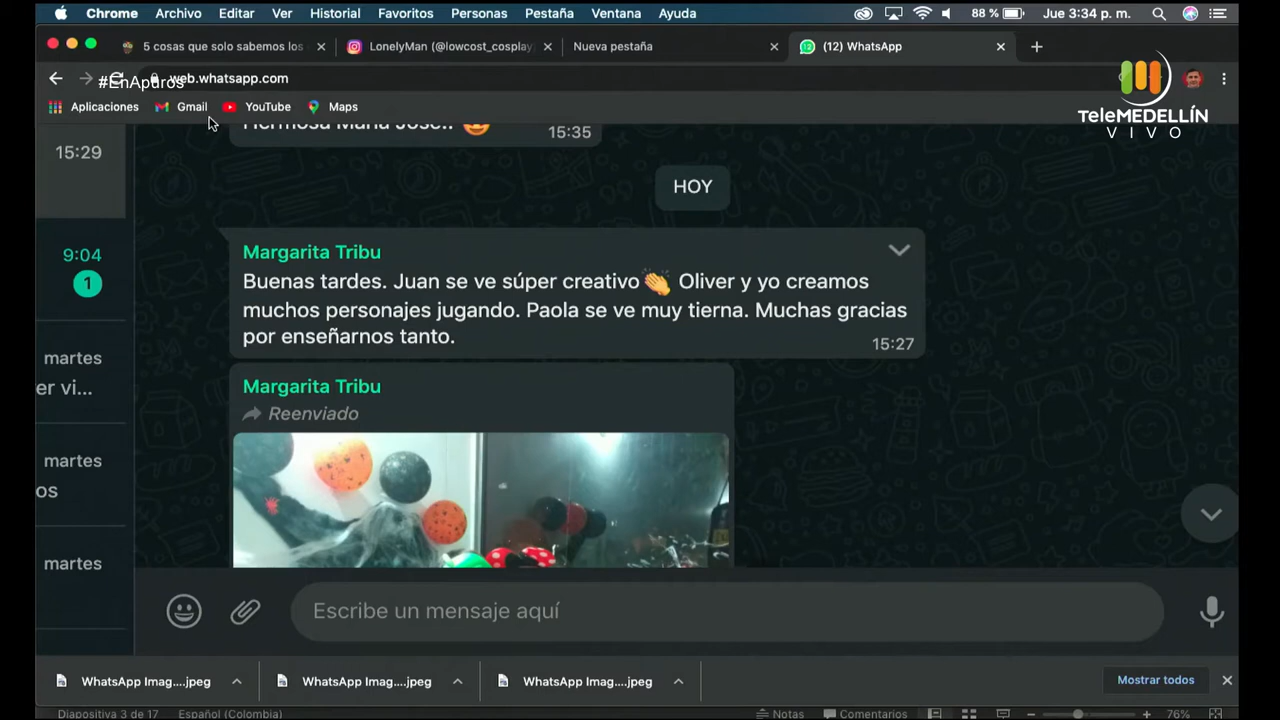 Chrome Archivo Editar Ver Historial Favoritos Personas Pestaña Ventana Ayuda 88 % Jue 3:34 p. m.
5 cosas que solo sabemos los LonelyMan (@lowcost_cosplay Nueva pestaña (12) WhatsApp
#EnApuros web.whatsapp.com
Aplicaciones Gmail YouTube Maps
TeleMEDELLÍN
VIVO
Hermosa María José.. 15:35
15:29
HOY
9:04
1
Margarita Tribu
Buenas tardes. Juan se ve súper creativo 👏 Oliver y yo creamos
muchos personajes jugando. Paola se ve muy tierna. Muchas gracias
por enseñarnos tanto. 15:27
martes
er vi...
Margarita Tribu
Reenviado
martes
os
martes
Escribe un mensaje aquí
WhatsApp Imag....jpeg WhatsApp Imag....jpeg WhatsApp Imag....jpeg Mostrar todos
Diapositiva 3 de 17 Español (Colombia) Notas Comentarios 76%